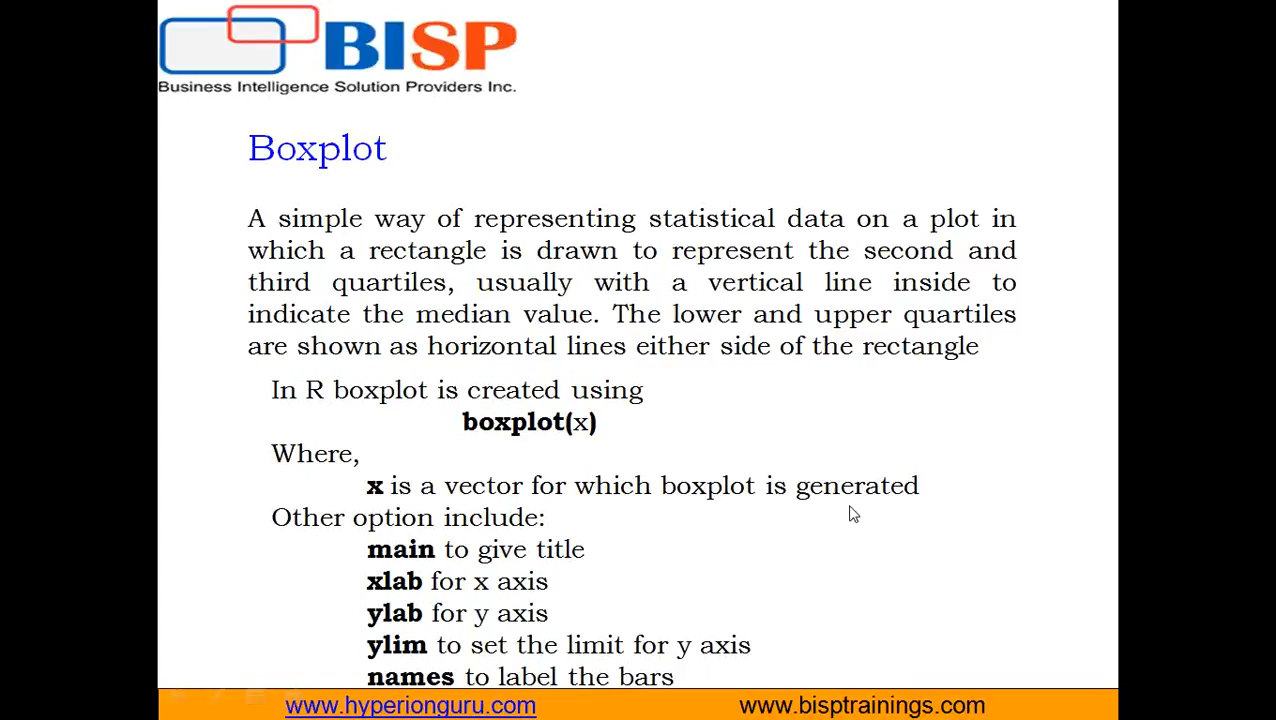 BISP
Business Intelligence Solution Providers Inc.
Boxplot
A simple way of representing statistical data on a plot in
which a rectangle is drawn to represent the second and
third quartiles, usually with a vertical line inside to
indicate the median value. The lower and upper quartiles
are shown as horizontal lines either side of the rectangle
In R boxplot is created using
boxplot(x)
Where,
x is a vector for which boxplot is generated
Other option include:
main to give title
xlab for x axis
ylab for y axis
ylim to set the limit for y axis
names to label the bars
www.hyperionguru.com www.bisptrainings.com